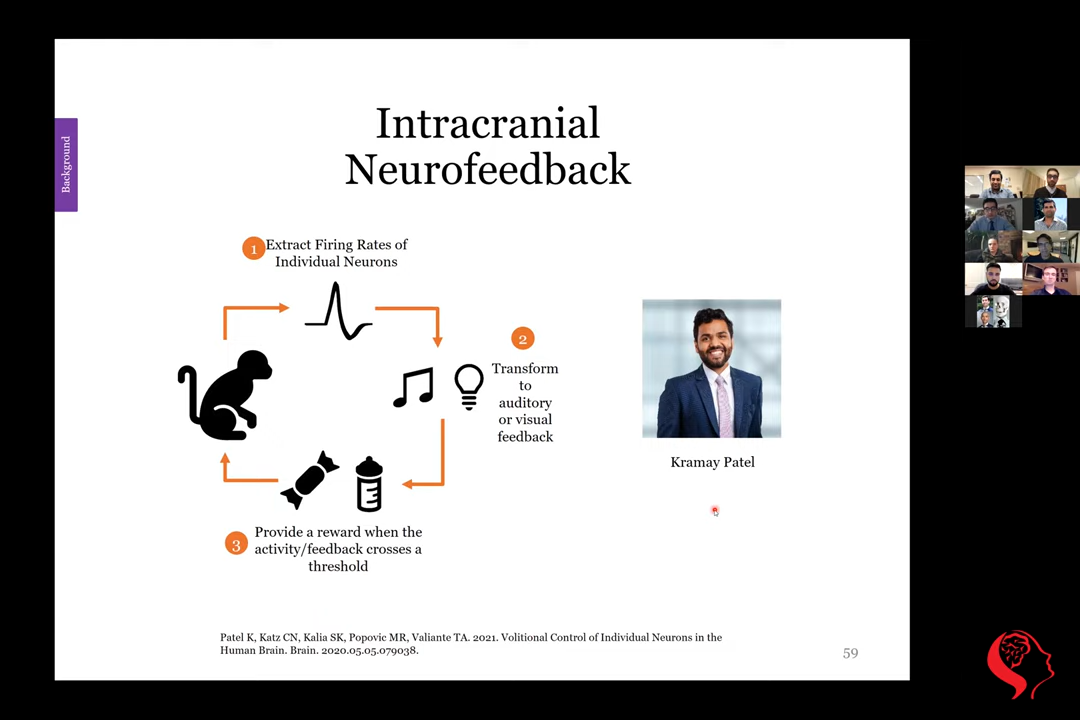 Intracranial
Neurofeedback
Background
1
Extract Firing Rates of
Individual Neurons
2
Transform
to
auditory
or visual
feedback
3
Provide a reward when the
activity/feedback crosses a
threshold
Kramay Patel
Patel K, Katz CN, Kalia SK, Popovic MR, Valiante TA. 2021. Volitional Control of Individual Neurons in the
Human Brain. Brain. 2020.05.05.079038.
59